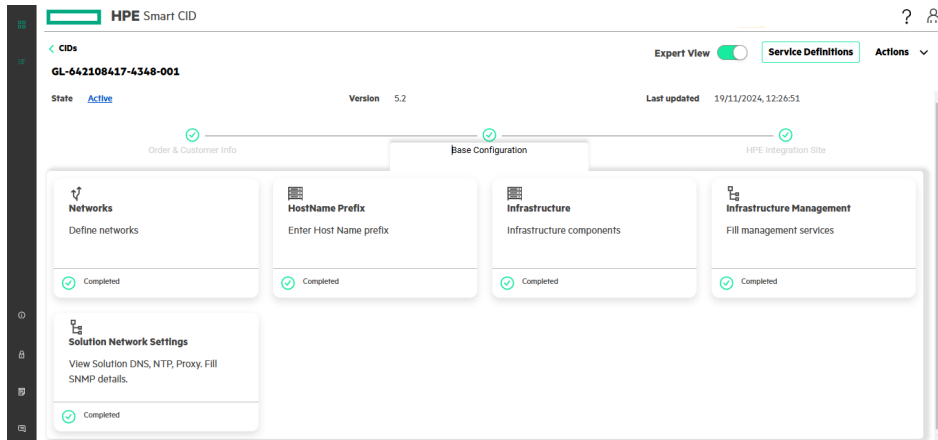 HPE Smart CID
?
CIDs
Expert View
Service Definitions
Actions
GL-642108417-4348-001
State Active
Version 5.2
Last updated 19/11/2024, 12:26:51
Order & Customer Info
Base Configuration
HPE Integration Site
Networks
Define networks
Completed
HostName Prefix
Enter Host Name prefix
Completed
Infrastructure
Infrastructure components
Completed
Infrastructure Management
Fill management services
Completed
Solution Network Settings
View Solution DNS, NTP, Proxy. Fill
SNMP details.
Completed